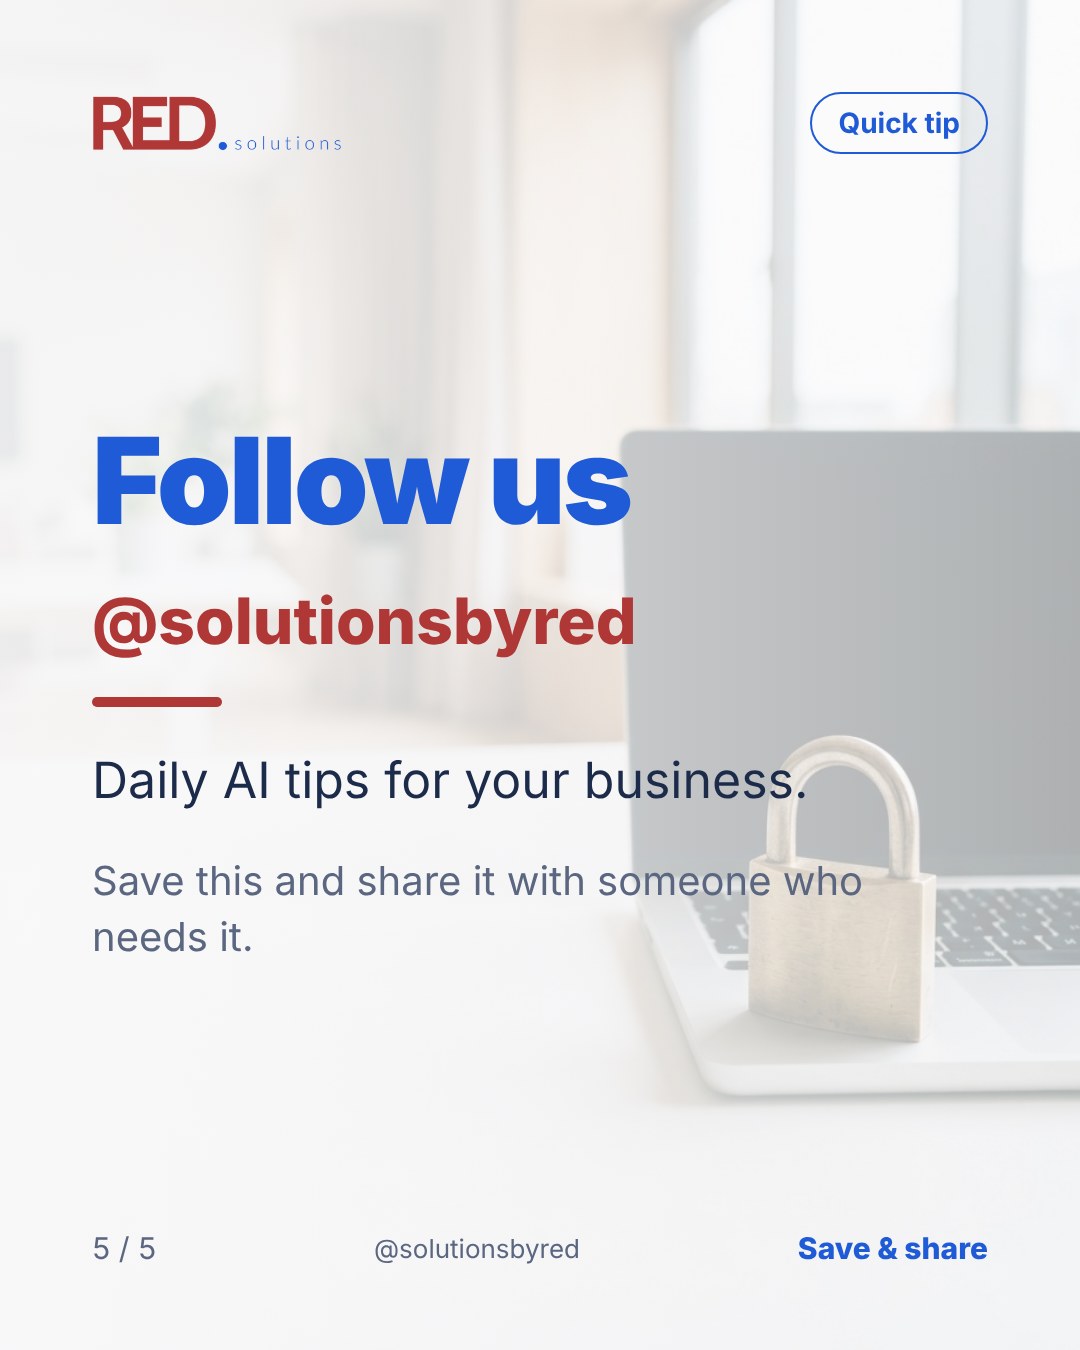 RED.solutions
Quick tip
Follow us
@solutionsbyred
Daily AI tips for your business.
Save this and share it with someone who
needs it.
5 / 5
@solutionsbyred
Save & share